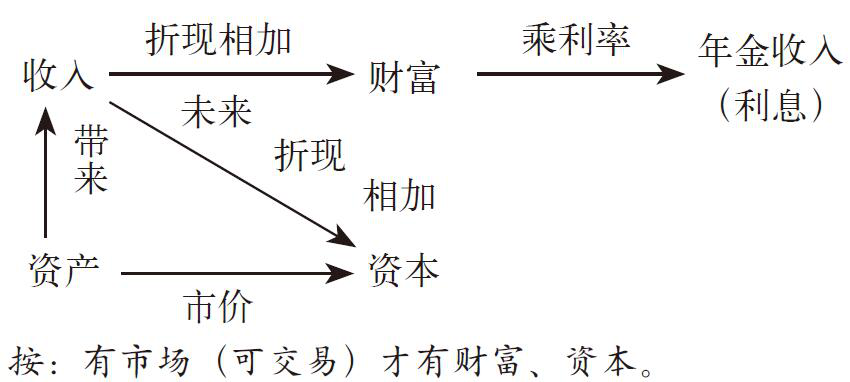 折现相加
乘利率
收入
财富
年金收入
（利息）
未来
折现
相加
带来
资产
市价
资本
按：有市场（可交易）才有财富、资本。